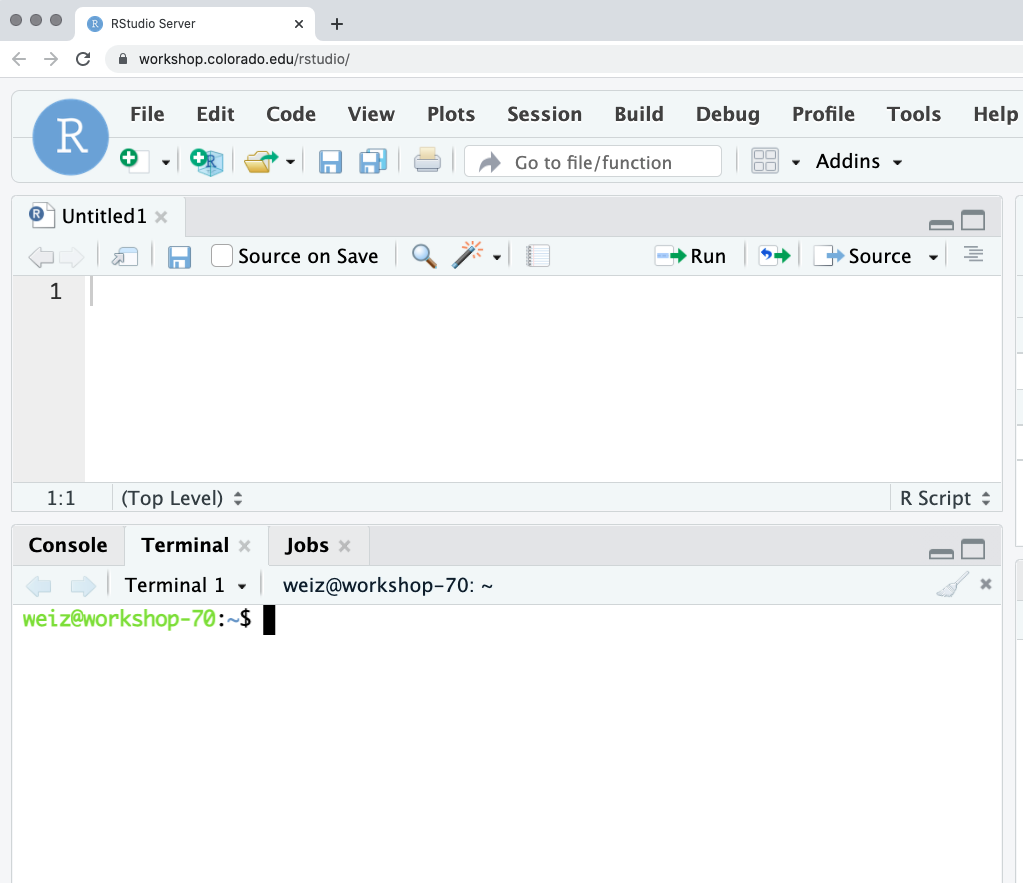 R RStudio Server
workshop.colorado.edu/rstudio/
R File Edit Code View Plots Session Build Debug Profile Tools Help
R Go to file/function Addins
R Untitled1
Source on Save Run Source
1
1:1 (Top Level) R Script
Console Terminal Jobs
Terminal 1 weiz@workshop-70: ~
weiz@workshop-70:~$